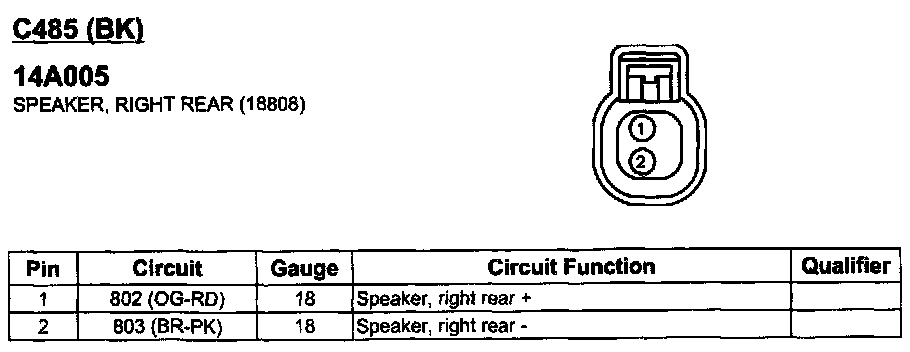 C485 (BK)
14A005
SPEAKER, RIGHT REAR (18808)
1
2
Pin Circuit Gauge Circuit Function Qualifier
1 802 (OG-RD) 18 Speaker, right rear +
2 803 (BR-PK) 18 Speaker, right rear -